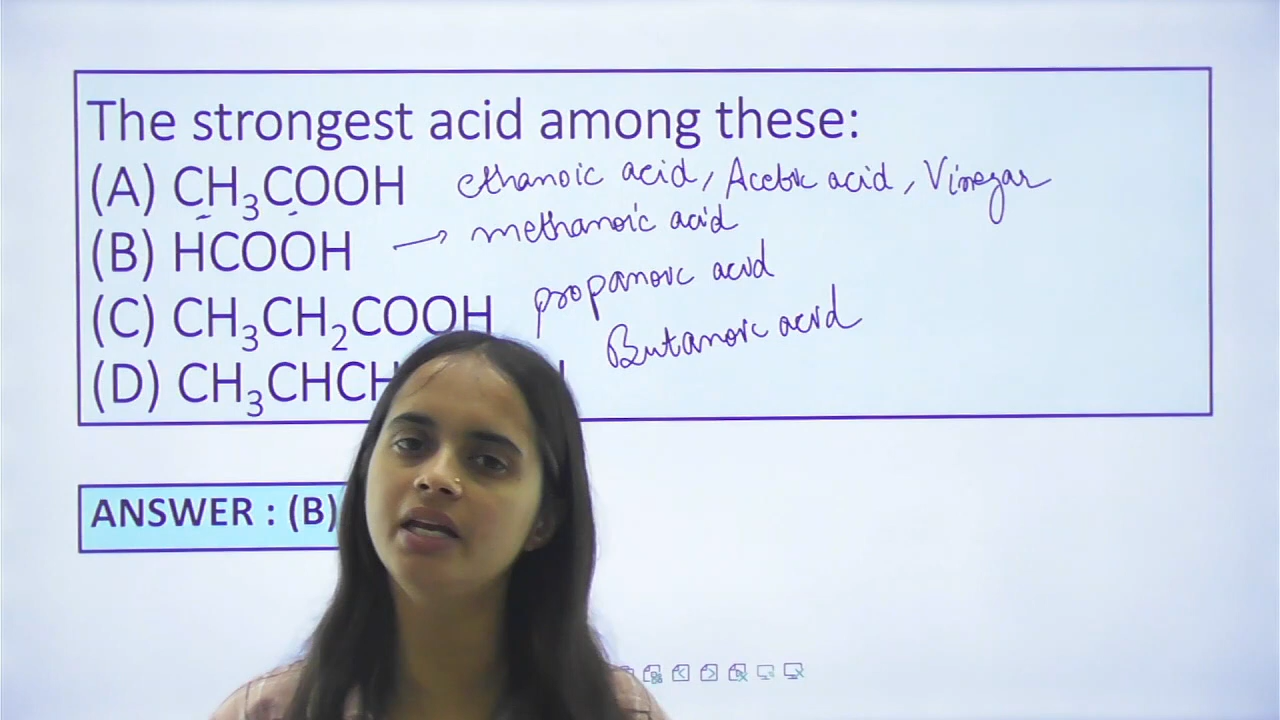 The strongest acid among these:
(A) CH₃COOH ethanoic acid, Acetic acid, Vinegar
(B) HCOOH → methanoic acid
(C) CH₃CH₂COOH propanoic acid
(D) CH₃CHCH Butanoic acid
ANSWER : (B)